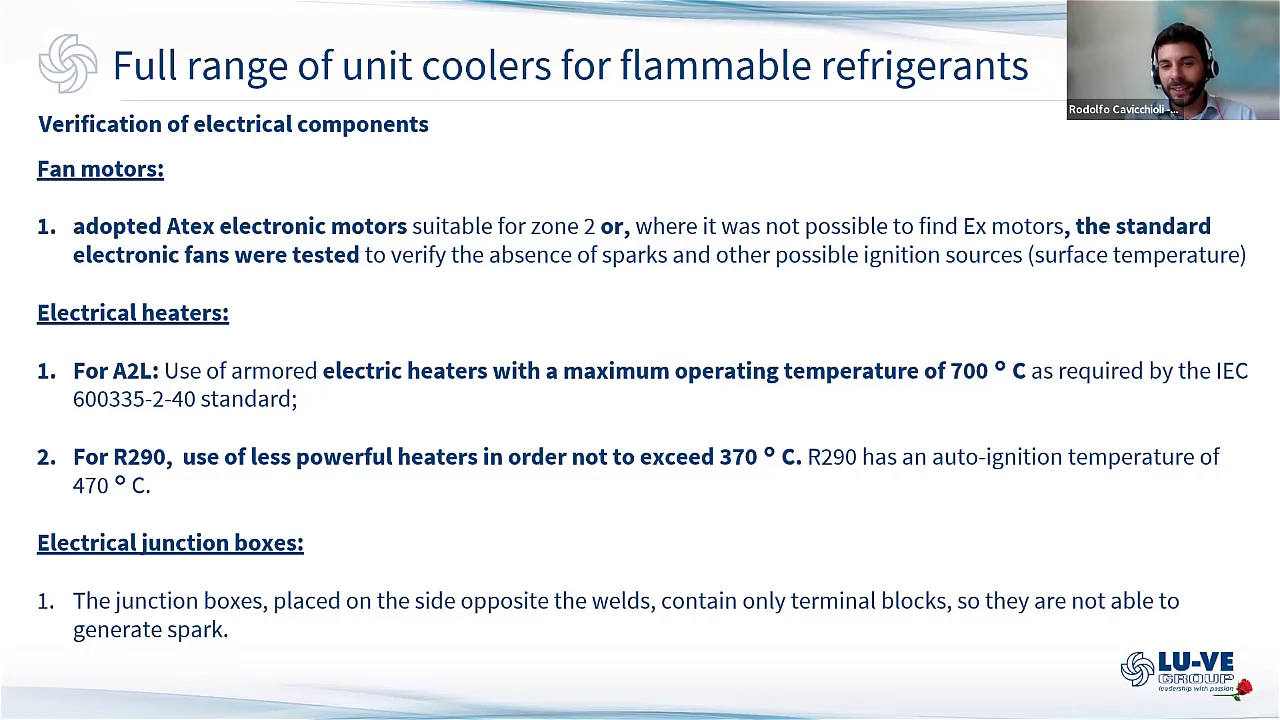 Full range of unit coolers for flammable refrigerants
Rodolfo Cavicchioli -...
Verification of electrical components
Fan motors:
1. adopted Atex electronic motors suitable for zone 2 or, where it was not possible to find Ex motors, the standard
electronic fans were tested to verify the absence of sparks and other possible ignition sources (surface temperature)
Electrical heaters:
1. For A2L: Use of armored electric heaters with a maximum operating temperature of 700 ° C as required by the IEC
600335-2-40 standard;
2. For R290, use of less powerful heaters in order not to exceed 370 ° C. R290 has an auto-ignition temperature of
470 ° C.
Electrical junction boxes:
1. The junction boxes, placed on the side opposite the welds, contain only terminal blocks, so they are not able to
generate spark.
LU-VE
GROUP
leadership with passion